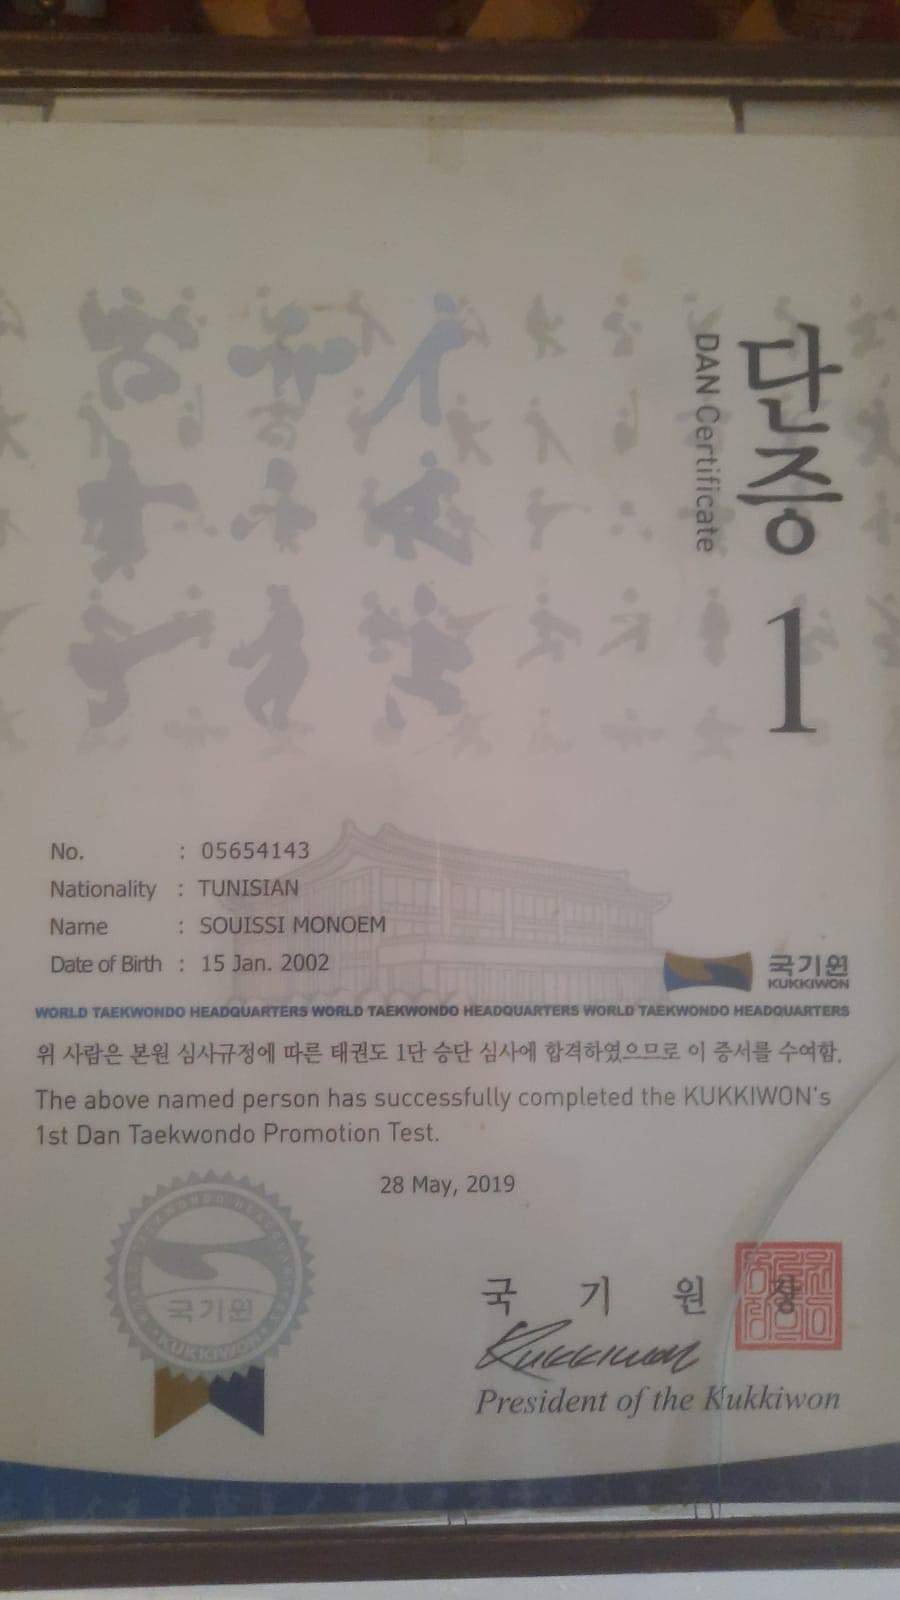 단증
DAN Certificate
1
No. : 05654143
Nationality : TUNISIAN
Name : SOUISSI MONOEM
Date of Birth : 15 Jan. 2002
국기원
KUKKIWON
WORLD TAEKWONDO HEADQUARTERS WORLD TAEKWONDO HEADQUARTERS WORLD TAEKWONDO HEADQUARTERS WORLD TAEKWONDO HEADQUARTERS
위 사람은 본원 심사규정에 따른 태권도 1단 승단 심사에 합격하였으므로 이 증서를 수여함.
The above named person has successfully completed the KUKKIWON's
1st Dan Taekwondo Promotion Test.
28 May, 2019
국기원
KUKKIWON
국 기 원 장
Kukkiwon
President of the Kukkiwon